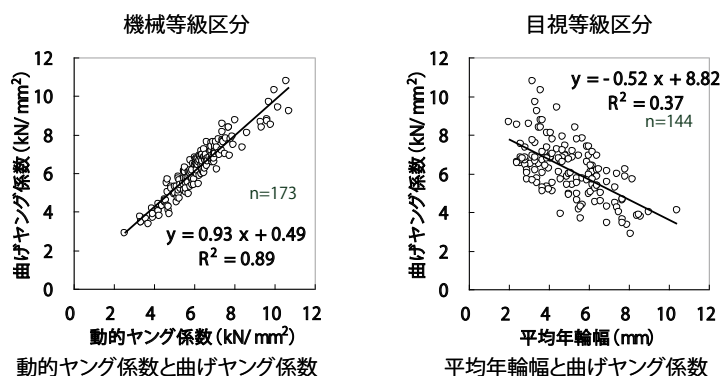 機械等級区分
曲げヤング係数(kN/mm²)
12
10
8
6
4
2
0
n=173
y = 0.93 x + 0.49
R² = 0.89
0 2 4 6 8 10 12
動的ヤング係数(kN/mm²)
動的ヤング係数と曲げヤング係数
目視等級区分
曲げヤング係数(kN/mm²)
12
10
8
6
4
2
0
y = - 0.52 x + 8.82
R² = 0.37
n=144
0 2 4 6 8 10 12
平均年輪幅(mm)
平均年輪幅と曲げヤング係数